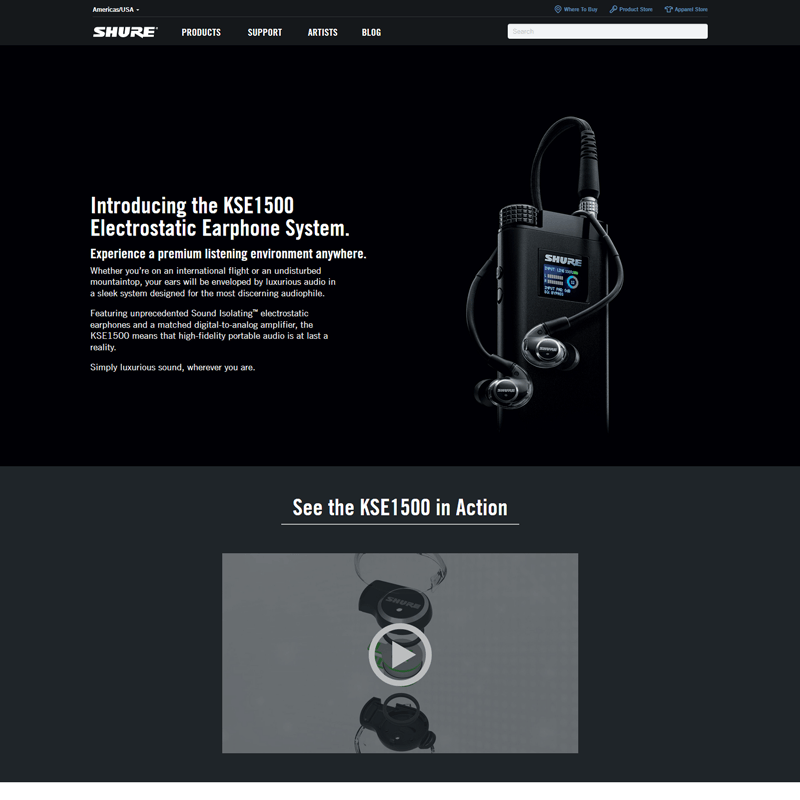 Americas/USA
Where To Buy
Product Store
Apparel Store
SHURE®
PRODUCTS
SUPPORT
ARTISTS
BLOG
Search
Introducing the KSE1500
Electrostatic Earphone System.
Experience a premium listening environment anywhere.
Whether you're on an international flight or an undisturbed
mountaintop, your ears will be enveloped by luxurious audio in
a sleek system designed for the most discerning audiophile.
Featuring unprecedented Sound Isolating™ electrostatic
earphones and a matched digital-to-analog amplifier, the
KSE1500 means that high-fidelity portable audio is at last a
reality.
Simply luxurious sound, wherever you are.
SHURE
SHURE
SHURE
See the KSE1500 in Action
SHURE